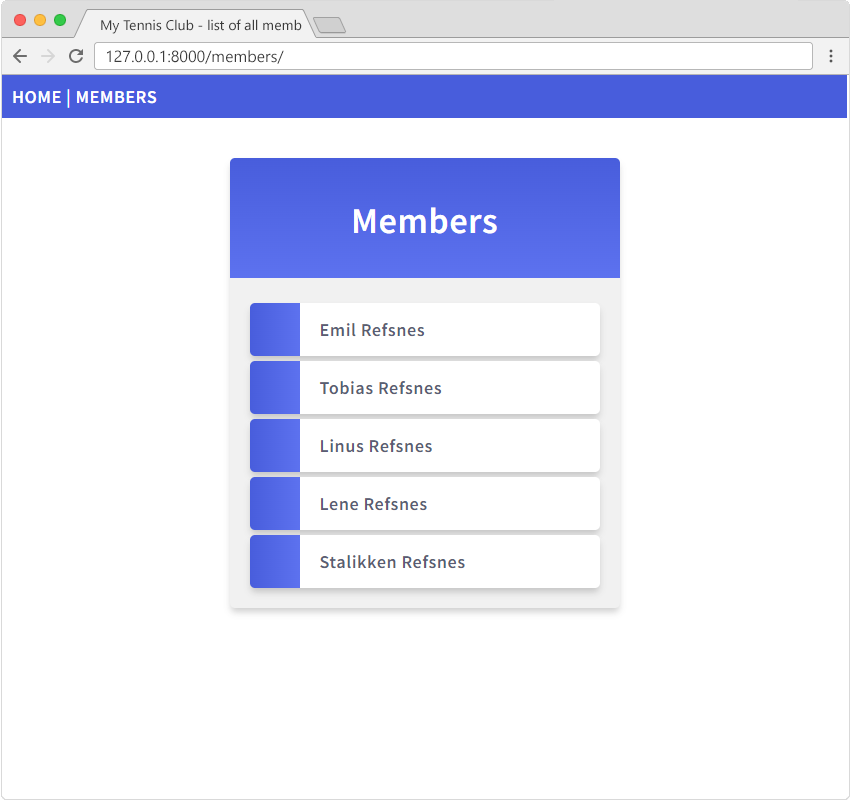 My Tennis Club - list of all memb
127.0.0.1:8000/members/
HOME | MEMBERS
Members
Emil Refsnes
Tobias Refsnes
Linus Refsnes
Lene Refsnes
Stalikken Refsnes